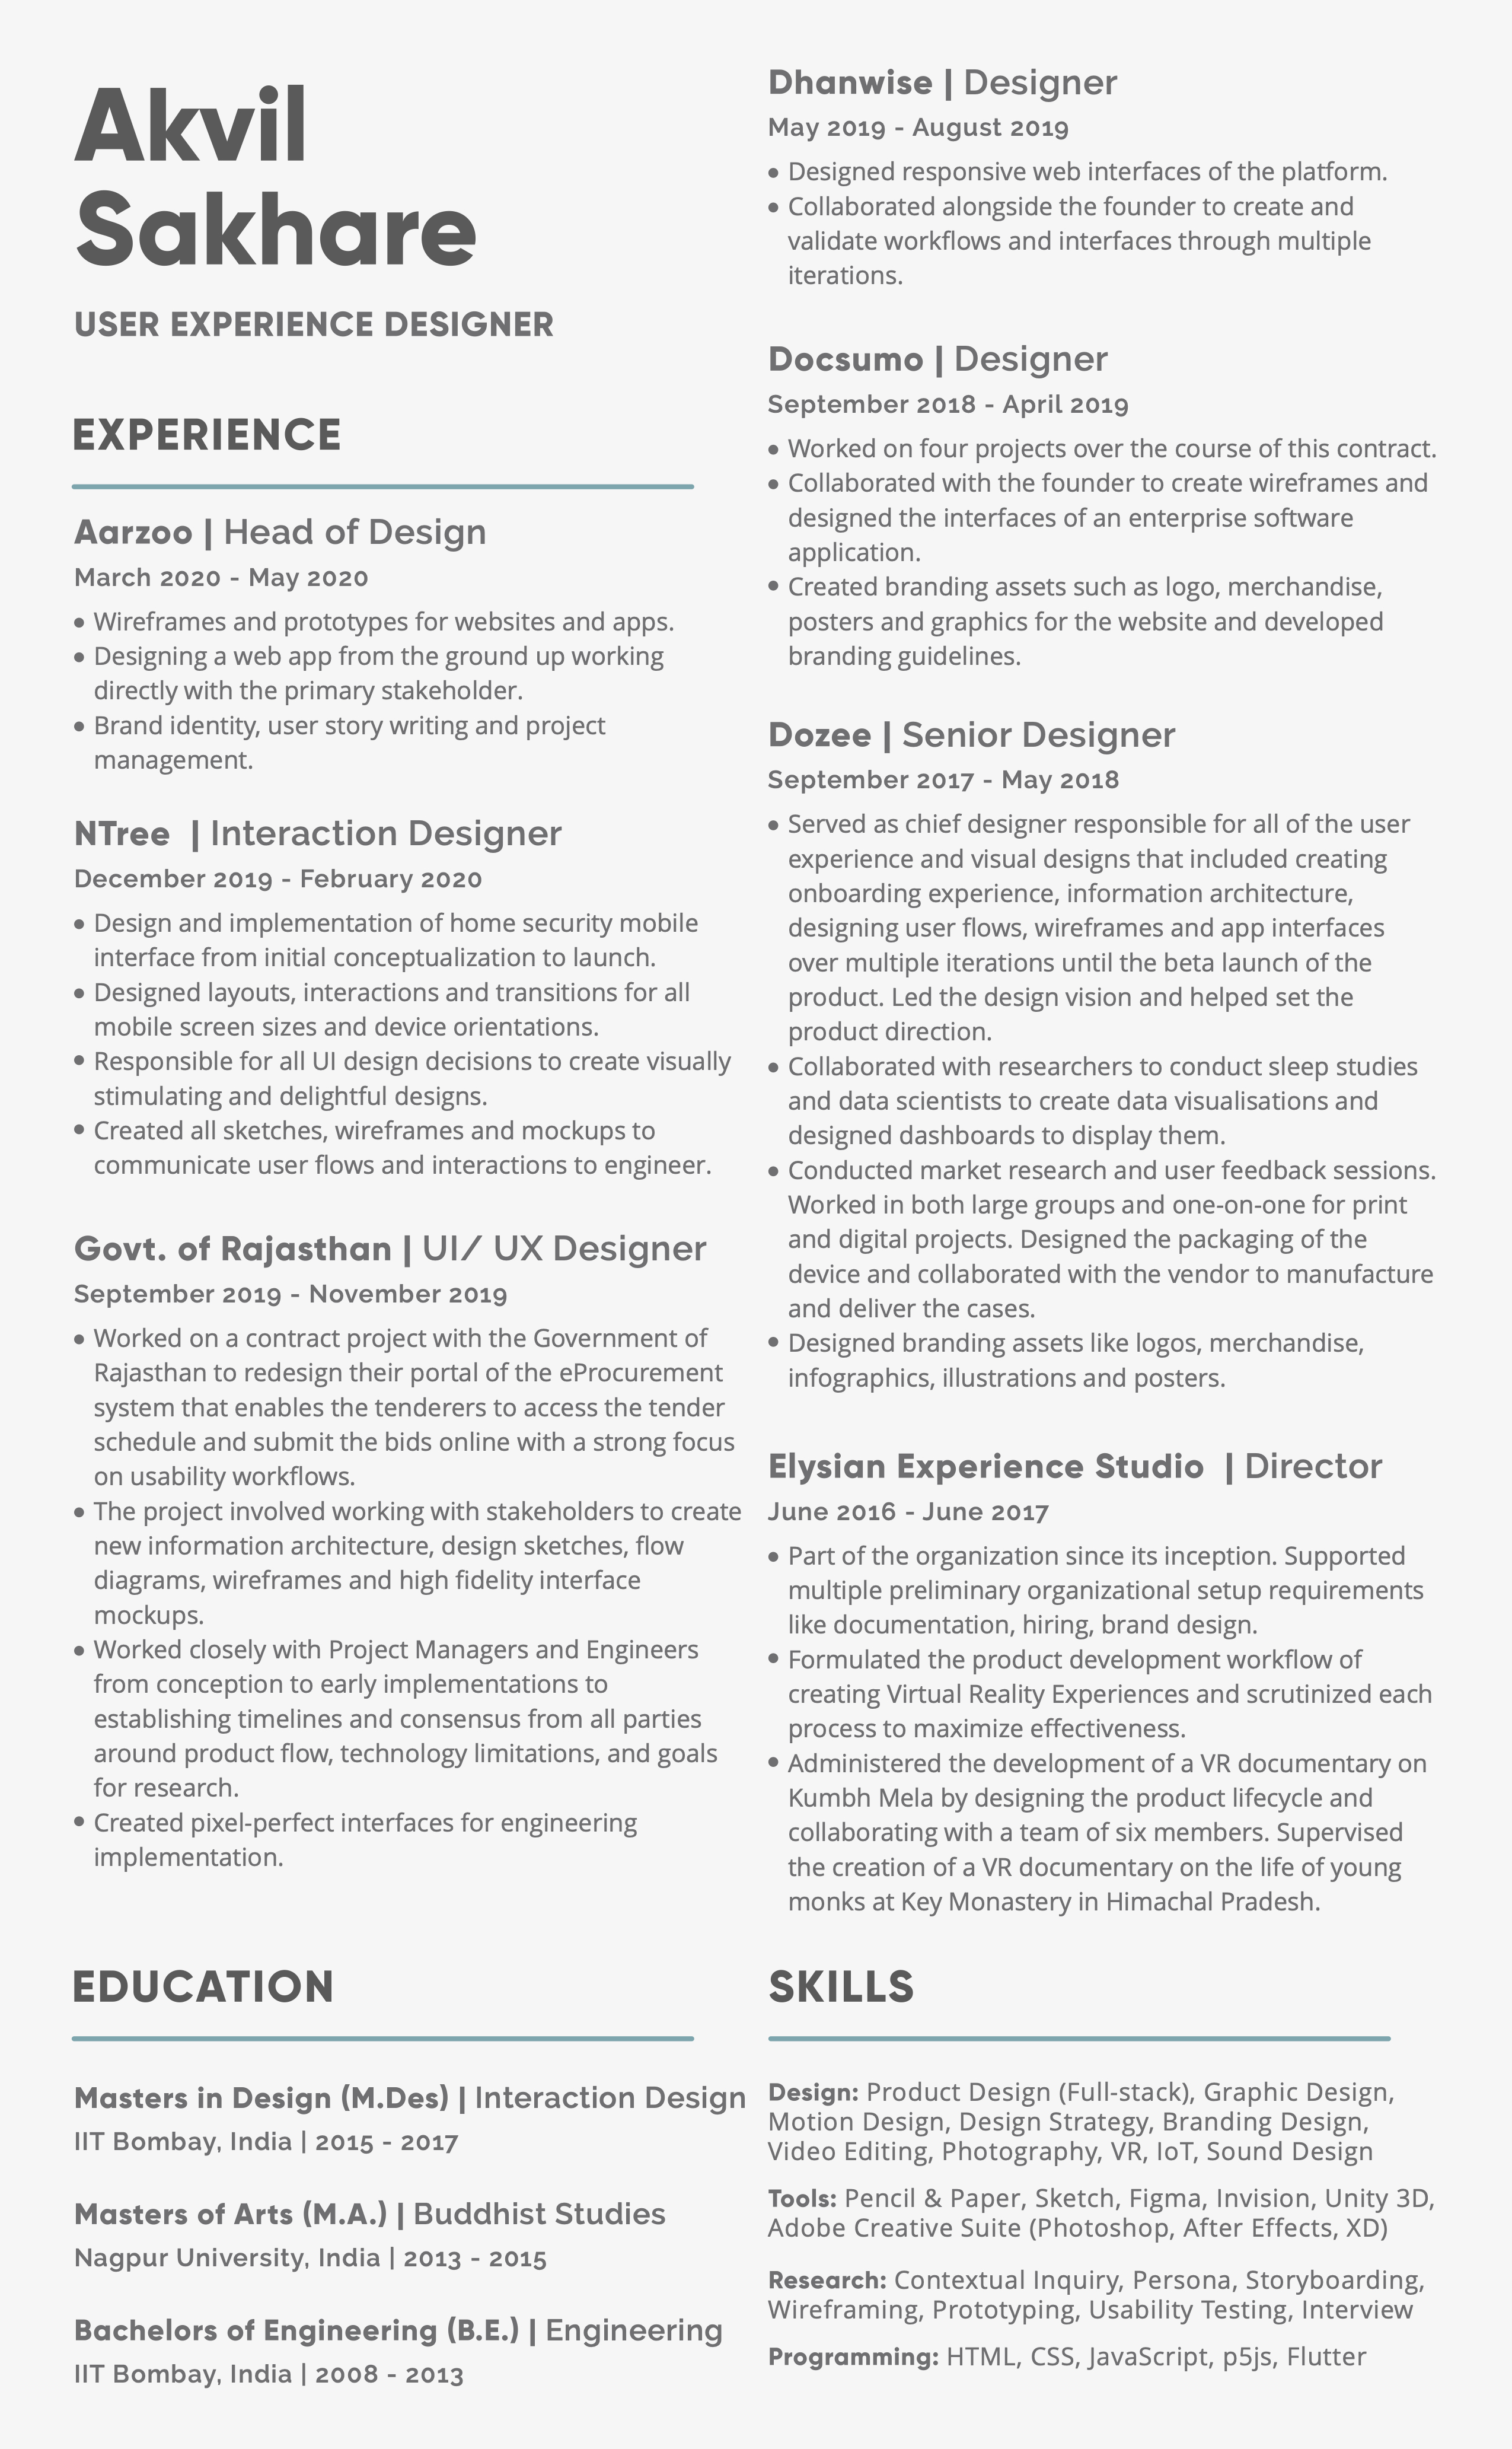 Akvil
Sakhare
USER EXPERIENCE DESIGNER
EXPERIENCE
Aarzoo | Head of Design
March 2020 - May 2020
• Wireframes and prototypes for websites and apps.
• Designing a web app from the ground up working
directly with the primary stakeholder.
• Brand identity, user story writing and project
management.
NTree | Interaction Designer
December 2019 - February 2020
• Design and implementation of home security mobile
interface from initial conceptualization to launch.
• Designed layouts, interactions and transitions for all
mobile screen sizes and device orientations.
• Responsible for all UI design decisions to create visually
stimulating and delightful designs.
• Created all sketches, wireframes and mockups to
communicate user flows and interactions to engineer.
Govt. of Rajasthan | UI/ UX Designer
September 2019 - November 2019
• Worked on a contract project with the Government of
Rajasthan to redesign their portal of the eProcurement
system that enables the tenderers to access the tender
schedule and submit the bids online with a strong focus
on usability workflows.
• The project involved working with stakeholders to create
new information architecture, design sketches, flow
diagrams, wireframes and high fidelity interface
mockups.
• Worked closely with Project Managers and Engineers
from conception to early implementations to
establishing timelines and consensus from all parties
around product flow, technology limitations, and goals
for research.
• Created pixel-perfect interfaces for engineering
implementation.
Dhanwise | Designer
May 2019 - August 2019
• Designed responsive web interfaces of the platform.
• Collaborated alongside the founder to create and
validate workflows and interfaces through multiple
iterations.
Docsumo | Designer
September 2018 - April 2019
• Worked on four projects over the course of this contract.
• Collaborated with the founder to create wireframes and
designed the interfaces of an enterprise software
application.
• Created branding assets such as logo, merchandise,
posters and graphics for the website and developed
branding guidelines.
Dozee | Senior Designer
September 2017 - May 2018
• Served as chief designer responsible for all of the user
experience and visual designs that included creating
onboarding experience, information architecture,
designing user flows, wireframes and app interfaces
over multiple iterations until the beta launch of the
product. Led the design vision and helped set the
product direction.
• Collaborated with researchers to conduct sleep studies
and data scientists to create data visualisations and
designed dashboards to display them.
• Conducted market research and user feedback sessions.
Worked in both large groups and one-on-one for print
and digital projects. Designed the packaging of the
device and collaborated with the vendor to manufacture
and deliver the cases.
• Designed branding assets like logos, merchandise,
infographics, illustrations and posters.
Elysian Experience Studio | Director
June 2016 - June 2017
• Part of the organization since its inception. Supported
multiple preliminary organizational setup requirements
like documentation, hiring, brand design.
• Formulated the product development workflow of
creating Virtual Reality Experiences and scrutinized each
process to maximize effectiveness.
• Administered the development of a VR documentary on
Kumbh Mela by designing the product lifecycle and
collaborating with a team of six members. Supervised
the creation of a VR documentary on the life of young
monks at Key Monastery in Himachal Pradesh.
EDUCATION
Masters in Design (M.Des) | Interaction Design
IIT Bombay, India | 2015 - 2017
Masters of Arts (M.A.) | Buddhist Studies
Nagpur University, India | 2013 - 2015
Bachelors of Engineering (B.E.) | Engineering
IIT Bombay, India | 2008 - 2013
SKILLS
Design: Product Design (Full-stack), Graphic Design,
Motion Design, Design Strategy, Branding Design,
Video Editing, Photography, VR, IoT, Sound Design
Tools: Pencil & Paper, Sketch, Figma, Invision, Unity 3D,
Adobe Creative Suite (Photoshop, After Effects, XD)
Research: Contextual Inquiry, Persona, Storyboarding,
Wireframing, Prototyping, Usability Testing, Interview
Programming: HTML, CSS, JavaScript, p5js, Flutter